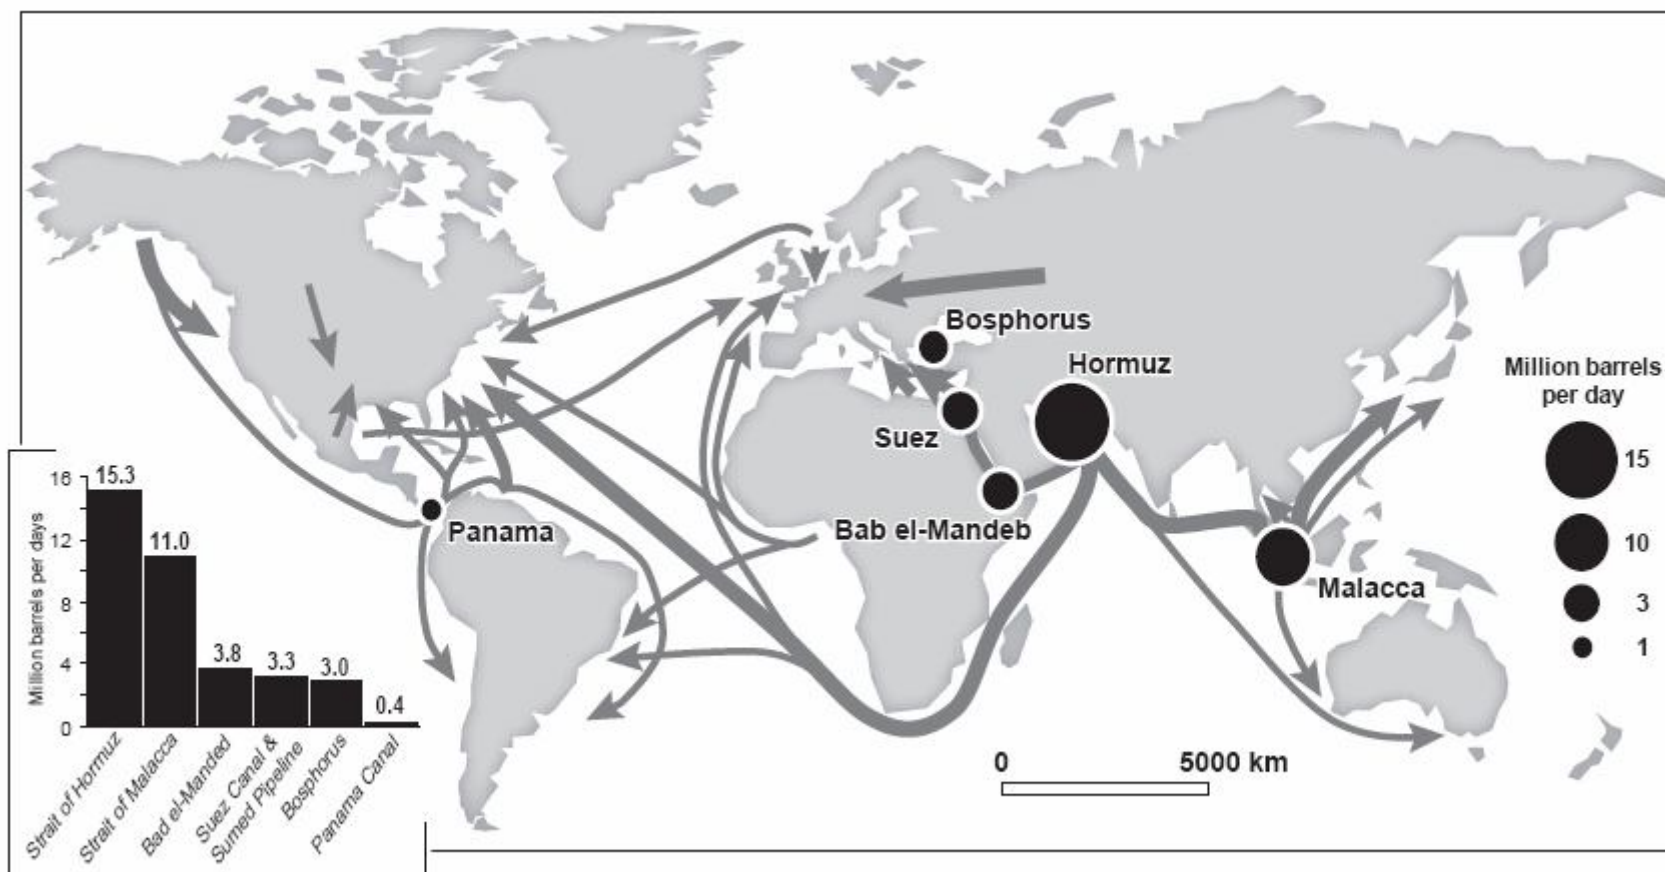 Bosphorus
Hormuz
Suez
Bab el-Mandeb
Panama
Malacca
Million barrels
per day
15
10
3
1
0 5000 km
Million barrels per days
16
12
8
4
0
15.3
11.0
3.8
3.3
3.0
0.4
Strait of Hormuz
Strait of Malacca
Bad el-Manded
Suez Canal &
Sumed Pipeline
Bosphorus
Panama Canal